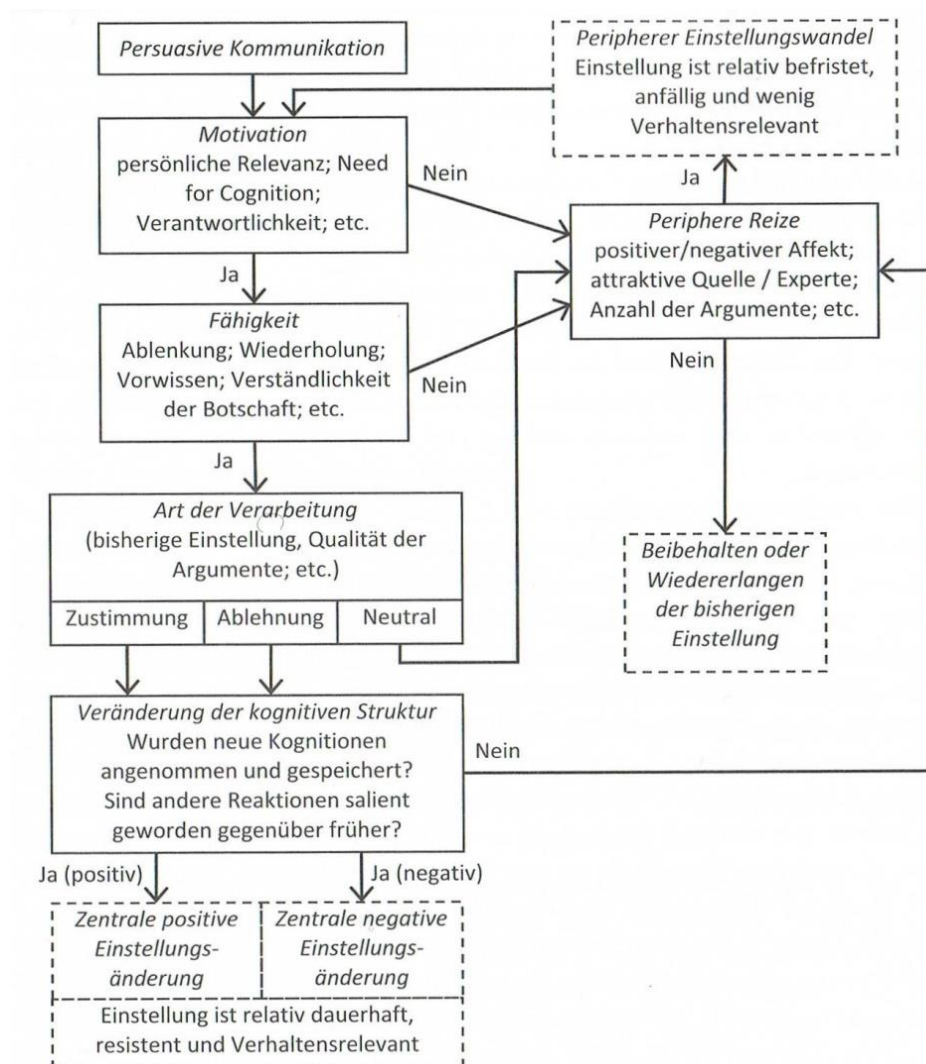 Persuasive Kommunikation
Peripherer Einstellungswandel
Einstellung ist relativ befristet,
anfällig und wenig
Verhaltensrelevant
Motivation
persönliche Relevanz; Need
for Cognition;
Verantwortlichkeit; etc.
Nein
Ja
Periphere Reize
positiver/negativer Affekt;
attraktive Quelle / Experte;
Anzahl der Argumente; etc.
Ja
Fähigkeit
Ablenkung; Wiederholung;
Vorwissen; Verständlichkeit
der Botschaft; etc.
Nein
Nein
Ja
Art der Verarbeitung
(bisherige Einstellung, Qualität der
Argumente; etc.)
Zustimmung
Ablehnung
Neutral
Beibehalten oder
Wiedererlangen
der bisherigen
Einstellung
Veränderung der kognitiven Struktur
Wurden neue Kognitionen
angenommen und gespeichert?
Sind andere Reaktionen salient
geworden gegenüber früher?
Nein
Ja (positiv)
Ja (negativ)
Zentrale positive
Einstellungs-
änderung
Zentrale negative
Einstellungs-
änderung
Einstellung ist relativ dauerhaft,
resistent und Verhaltensrelevant